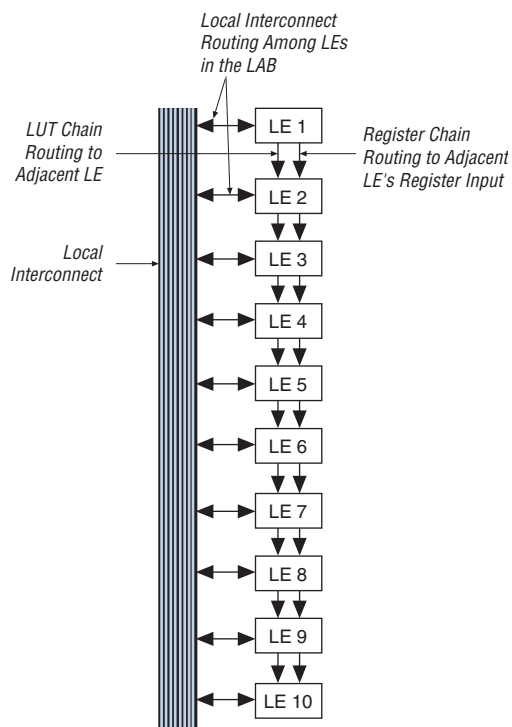 Local Interconnect
Routing Among LEs
in the LAB
LUT Chain
Routing to
Adjacent LE
Register Chain
Routing to Adjacent
LE's Register Input
Local
Interconnect
LE 1
LE 2
LE 3
LE 4
LE 5
LE 6
LE 7
LE 8
LE 9
LE 10